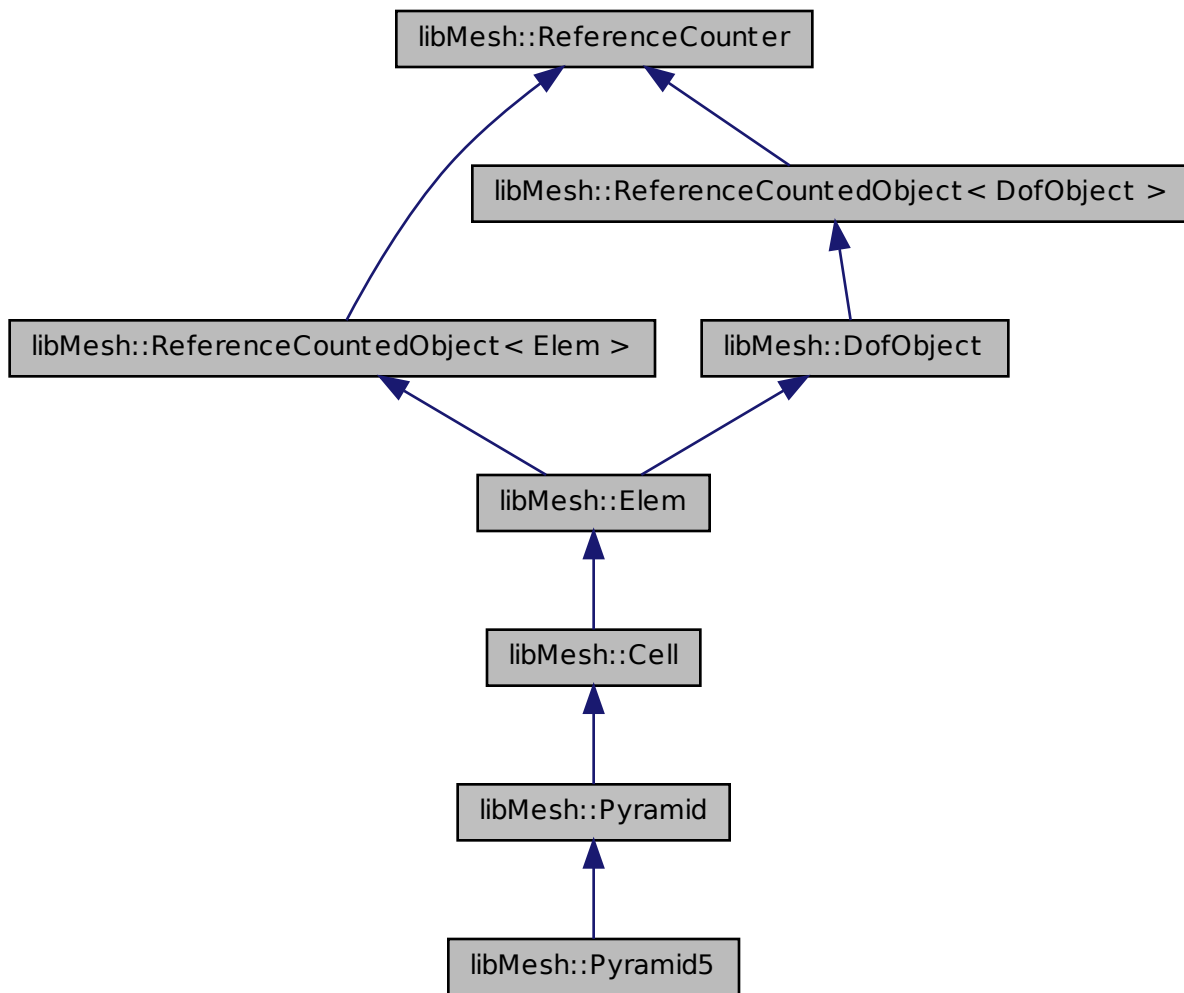 libMesh::ReferenceCounter
libMesh::ReferenceCountedObject< DofObject >
libMesh::ReferenceCountedObject< Elem >
libMesh::DofObject
libMesh::Elem
libMesh::Cell
libMesh::Pyramid
libMesh::Pyramid5